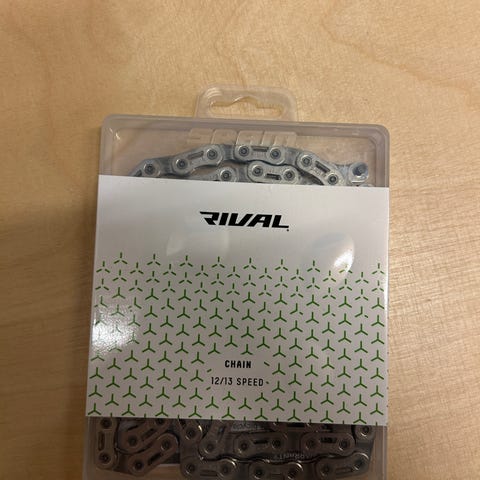 SRAM
RIVAL
CHAIN
12/13 SPEED